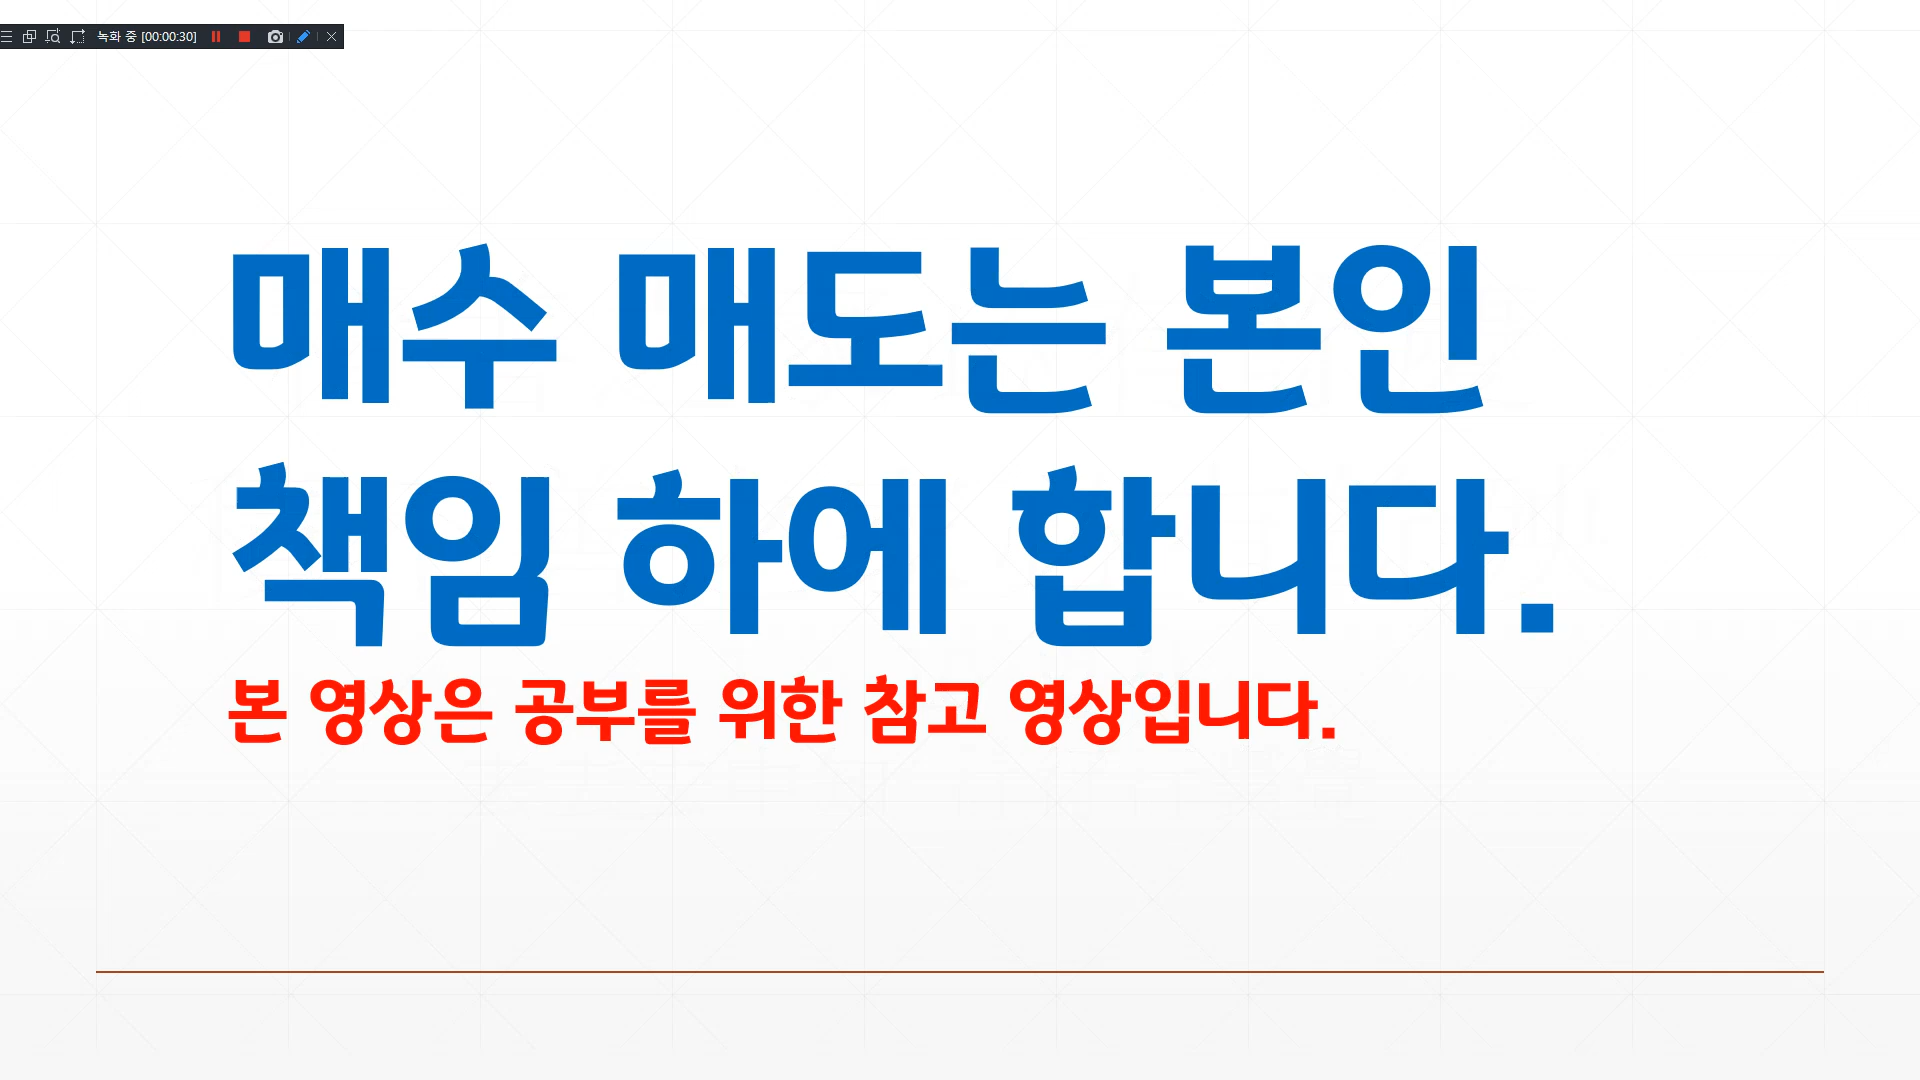 녹화 중 [00:00:30]
매수 매도는 본인
책임 하에 합니다.
본 영상은 공부를 위한 참고 영상입니다.